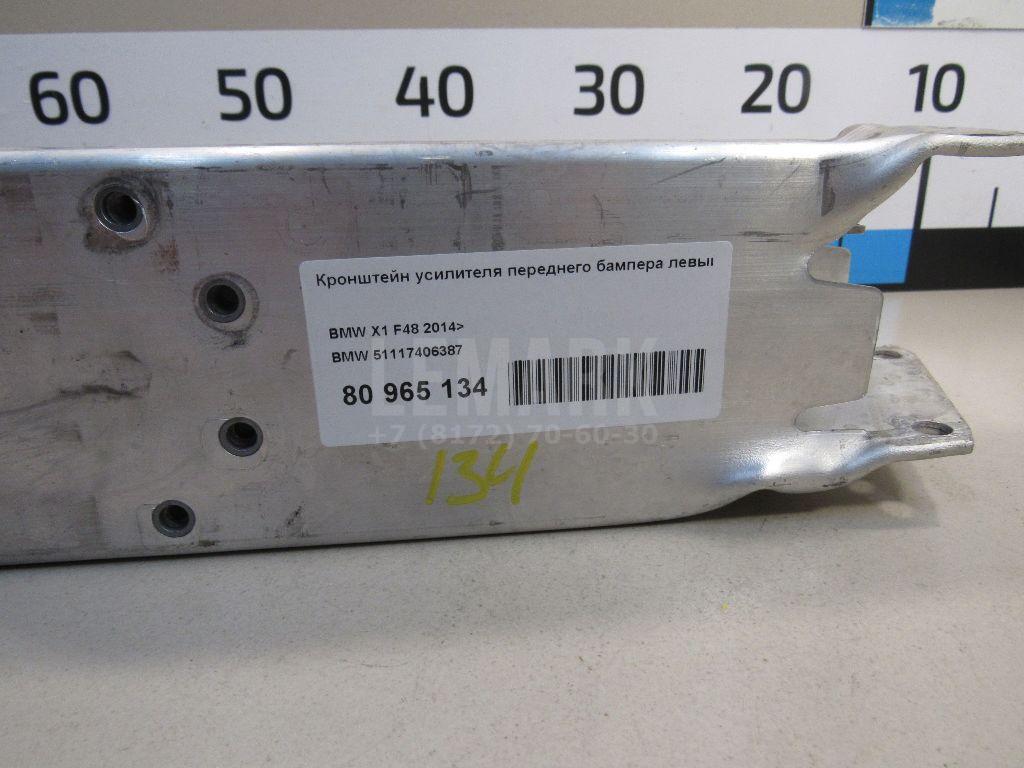 60 50 40 30 20 10
Кронштейн усилителя переднего бампера левы
BMW X1 F48 2014>
BMW 51117406387
80 965 134
LEMARK
+7 (8172) 70-60-30
134